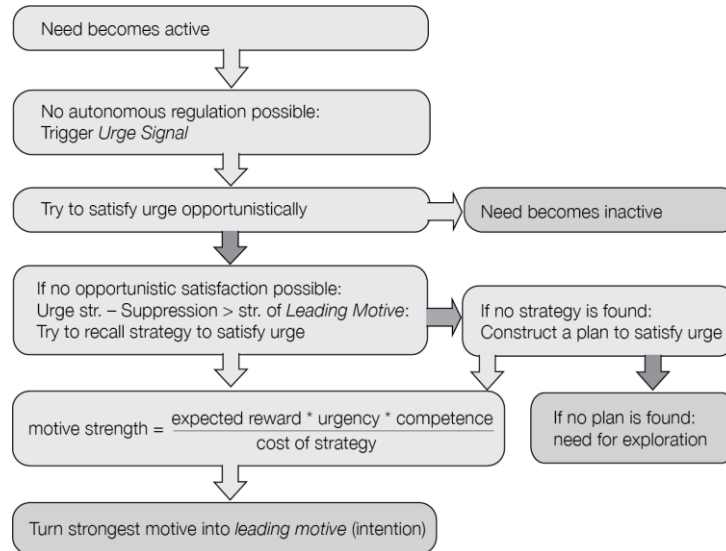 Need becomes active
No autonomous regulation possible:
Trigger Urge Signal
Try to satisfy urge opportunistically
Need becomes inactive
If no opportunistic satisfaction possible:
Urge str. – Suppression > str. of Leading Motive:
Try to recall strategy to satisfy urge
If no strategy is found:
Construct a plan to satisfy urge
motive strength = expected reward * urgency * competence
cost of strategy
If no plan is found:
need for exploration
Turn strongest motive into leading motive (intention)